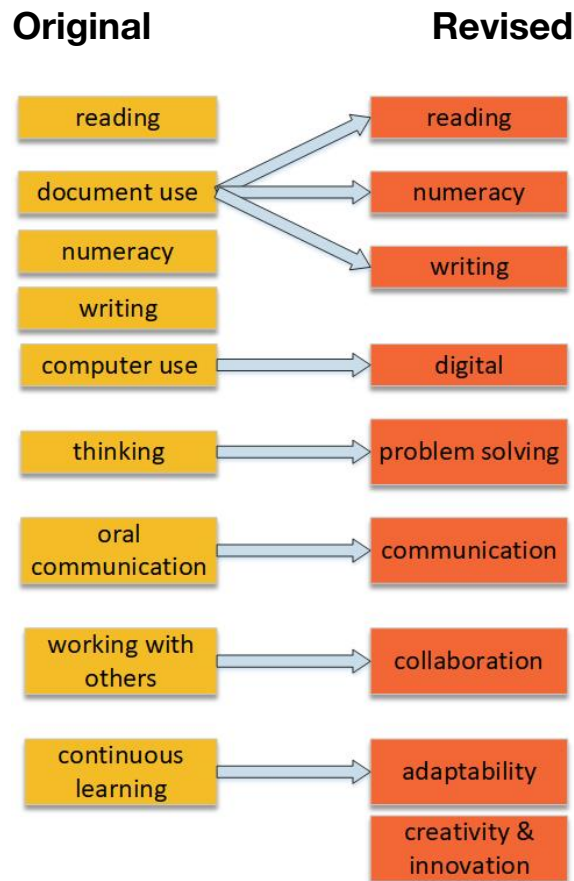 Original Revised
reading reading
document use numeracy
numeracy
writing
writing
computer use digital
thinking problem solving
oral
communication communication
working with
others collaboration
continuous
learning adaptability
creativity &
innovation